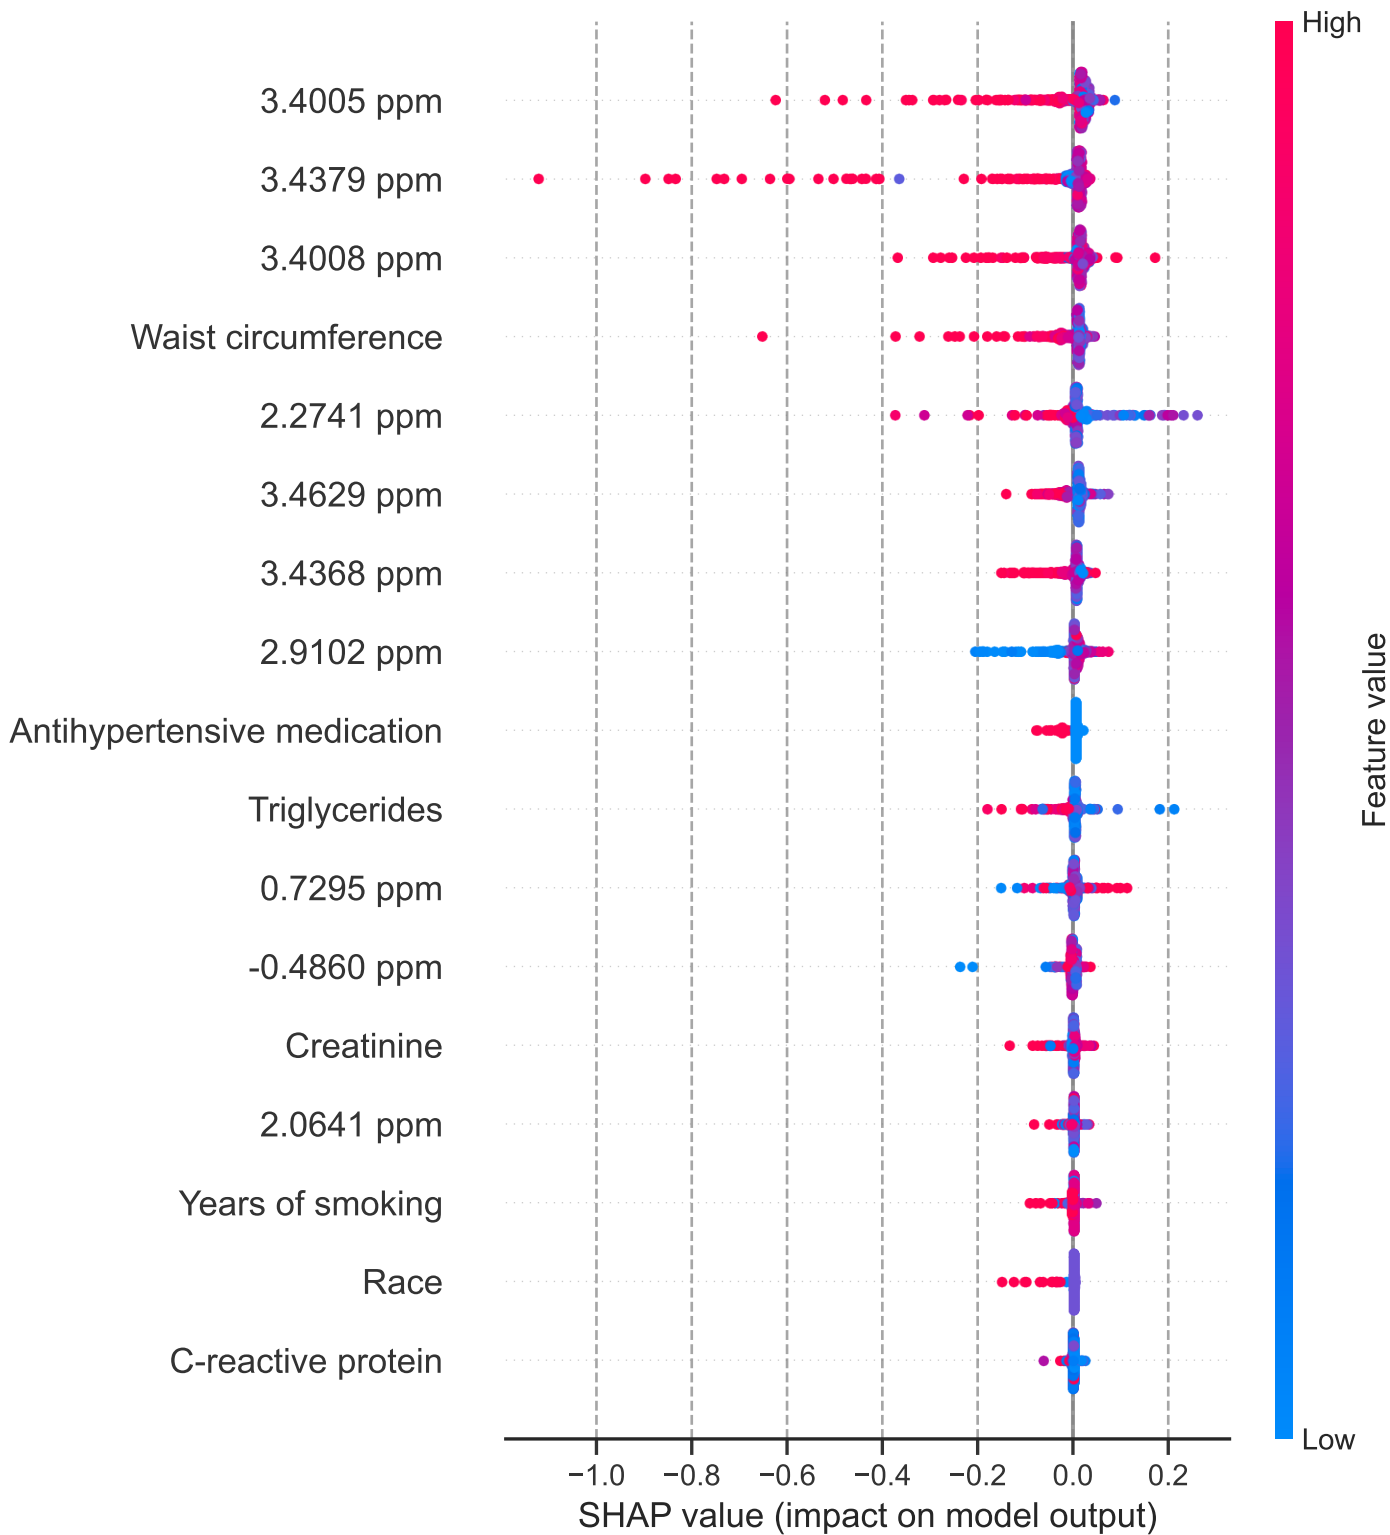 High
3.4005 ppm
3.4379 ppm
3.4008 ppm
Waist circumference
2.2741 ppm
3.4629 ppm
3.4368 ppm
2.9102 ppm
Antihypertensive medication
Triglycerides
0.7295 ppm
-0.4860 ppm
Creatinine
2.0641 ppm
Years of smoking
Race
C-reactive protein
Feature value
Low
−1.0 −0.8 −0.6 −0.4 −0.2 0.0 0.2
SHAP value (impact on model output)